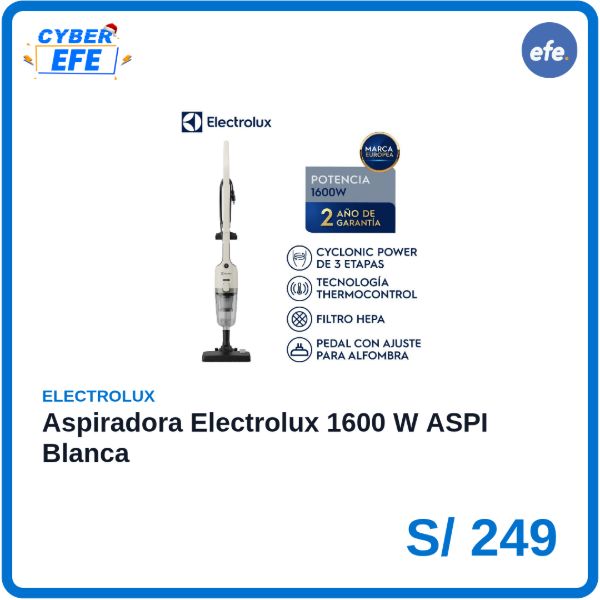 CYBER
EFE
efe.
Electrolux
MARCA
EUROPEA
POTENCIA
1600W
2 AÑO DE
GARANTÍA
CYCLONIC POWER
DE 3 ETAPAS
TECNOLOGÍA
THERMOCONTROL
FILTRO HEPA
PEDAL CON AJUSTE
PARA ALFOMBRA
ELECTROLUX
Aspiradora Electrolux 1600 W ASPI
Blanca
S/ 249